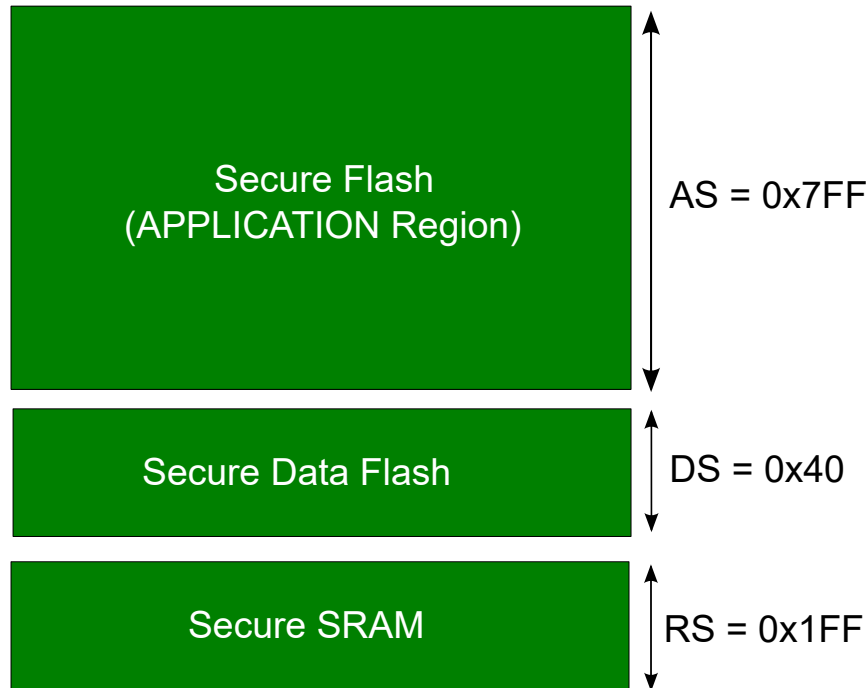 Secure Flash
(APPLICATION Region)
AS = 0x7FF
Secure Data Flash
DS = 0x40
Secure SRAM
RS = 0x1FF